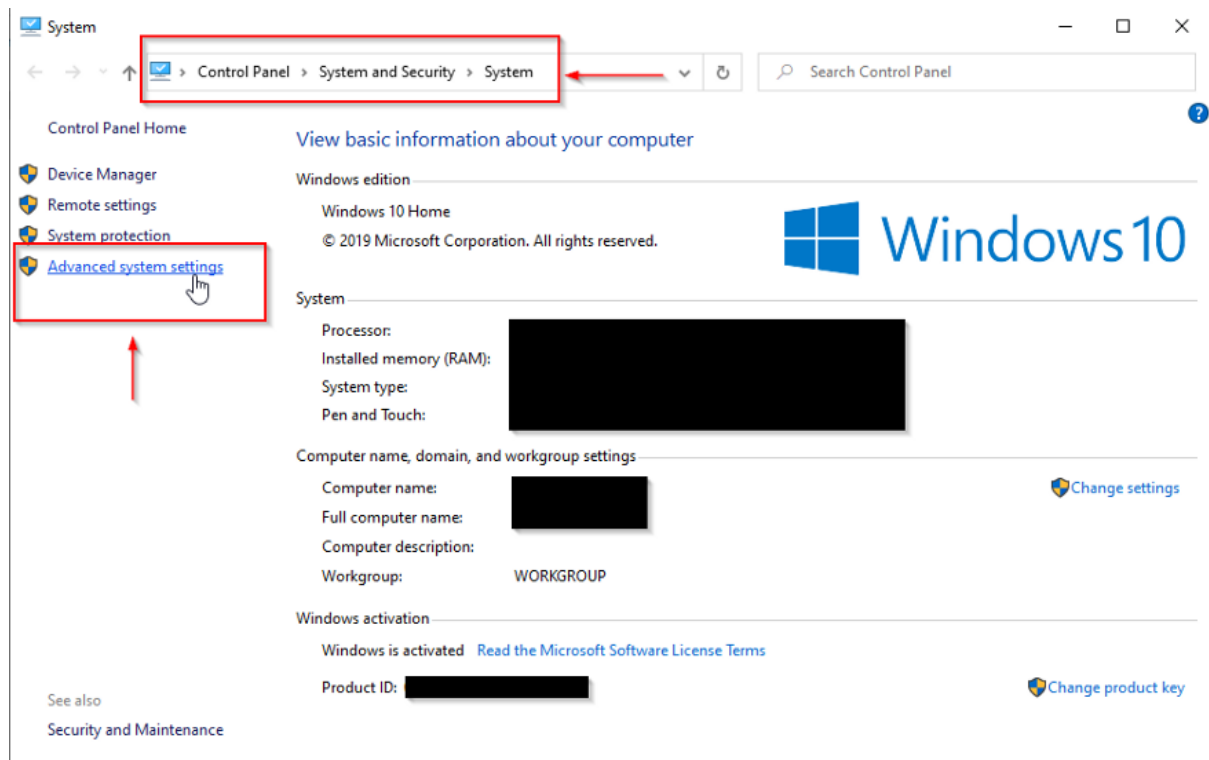 System
Control Panel > System and Security > System
Search Control Panel
Control Panel Home
Device Manager
Remote settings
System protection
Advanced system settings
View basic information about your computer
Windows edition
Windows 10 Home
© 2019 Microsoft Corporation. All rights reserved.
Windows 10
System
Processor:
Installed memory (RAM):
System type:
Pen and Touch:
Computer name, domain, and workgroup settings
Computer name:
Change settings
Full computer name:
Computer description:
Workgroup: WORKGROUP
Windows activation
Windows is activated Read the Microsoft Software License Terms
Product ID:
Change product key
See also
Security and Maintenance